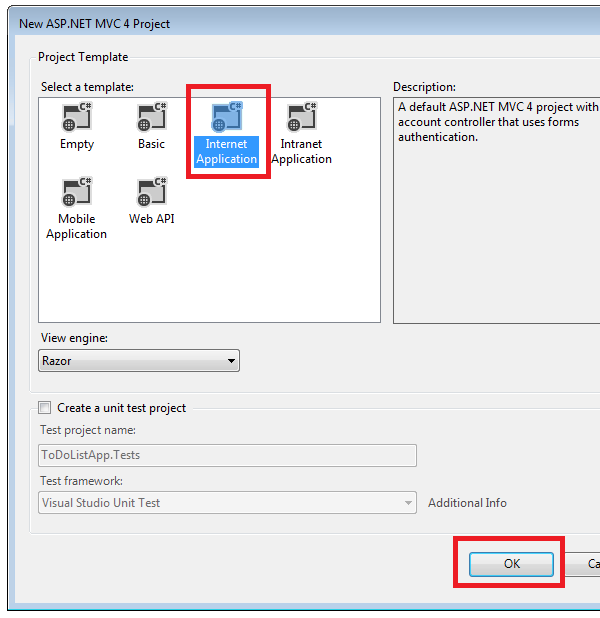 New ASP.NET MVC 4 Project
Project Template
Select a template:
Description:
C#
C#
C#
C#
Empty
Basic
Internet
Application
Intranet
Application
A default ASP.NET MVC 4 project with
account controller that uses forms
authentication.
C#
C#
Mobile
Application
Web API
View engine:
Razor
Create a unit test project
Test project name:
ToDoListApp.Tests
Test framework:
Visual Studio Unit Test
Additional Info
OK
Ca